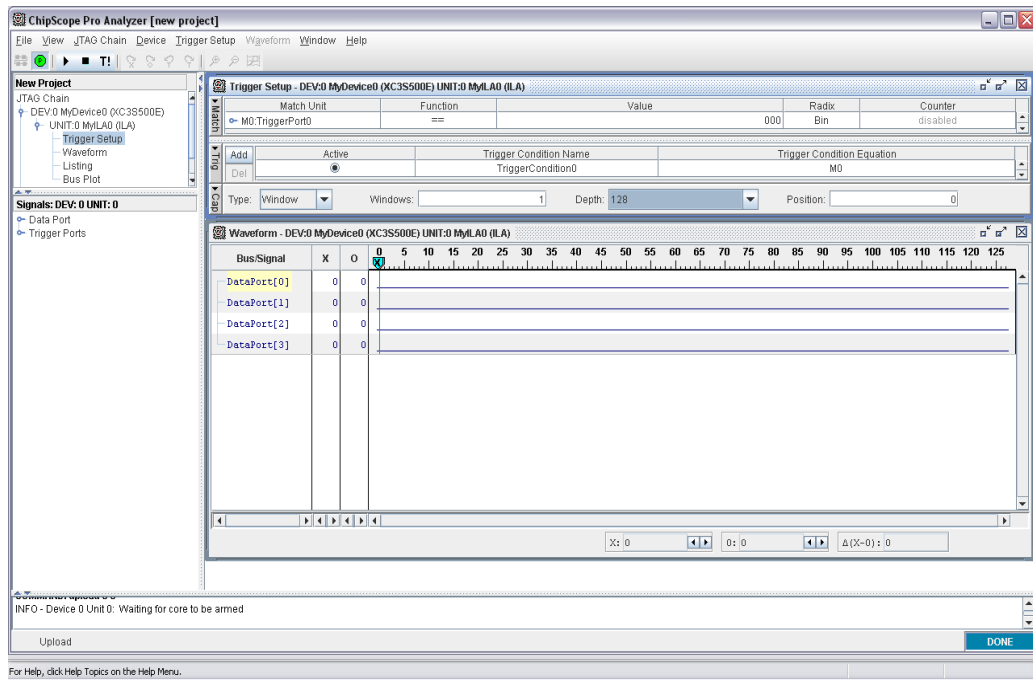 ChipScope Pro Analyzer [new project]
File View JTAG Chain Device Trigger Setup Waveform Window Help
T!
New Project
JTAG Chain
DEV:0 MyDevice0 (XC3S500E)
UNIT:0 MyILA0 (ILA)
Trigger Setup
Waveform
Listing
Bus Plot
Signals: DEV: 0 UNIT: 0
Data Port
Trigger Ports
Trigger Setup - DEV:0 MyDevice0 (XC3S500E) UNIT:0 MyILA0 (ILA)
Match
Match Unit Function Value Radix Counter
M0:TriggerPort0 == 000 Bin disabled
Trig
Add Active Trigger Condition Name Trigger Condition Equation
Del TriggerCondition0 M0
Cap
Type: Window Windows: 1 Depth: 128 Position: 0
Waveform - DEV:0 MyDevice0 (XC3S500E) UNIT:0 MyILA0 (ILA)
Bus/Signal X O 0 5 10 15 20 25 30 35 40 45 50 55 60 65 70 75 80 85 90 95 100 105 110 115 120 125
X
DataPort[0] 0 0
DataPort[1] 0 0
DataPort[2] 0 0
DataPort[3] 0 0
X: 0 O: 0 Δ(X-O): 0
INFO - Device 0 Unit 0: Waiting for core to be armed
Upload DONE
For Help, click Help Topics on the Help Menu.